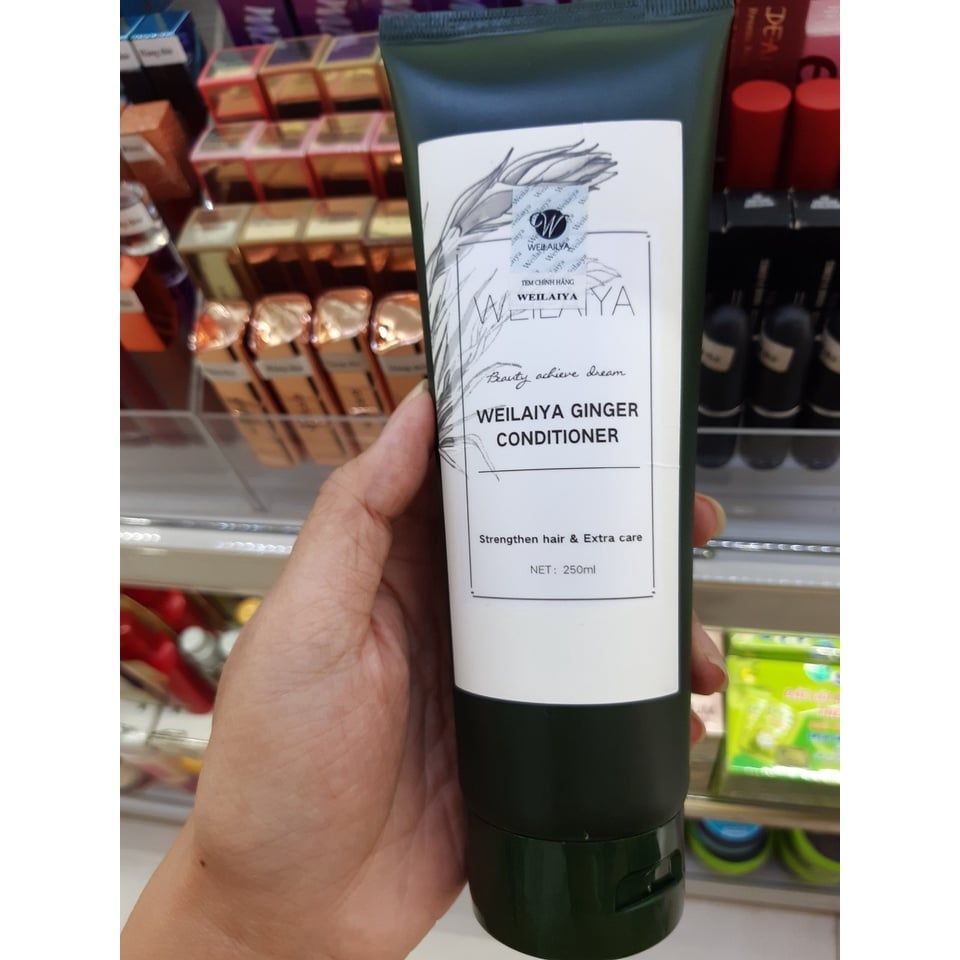 W
WEILAIYA
TEM CHÍNH HÃNG
WEILAIYA
WEILAIYA
Beauty achieve dream
WEILAIYA GINGER
CONDITIONER
Strengthen hair & Extra care
NET: 250ml